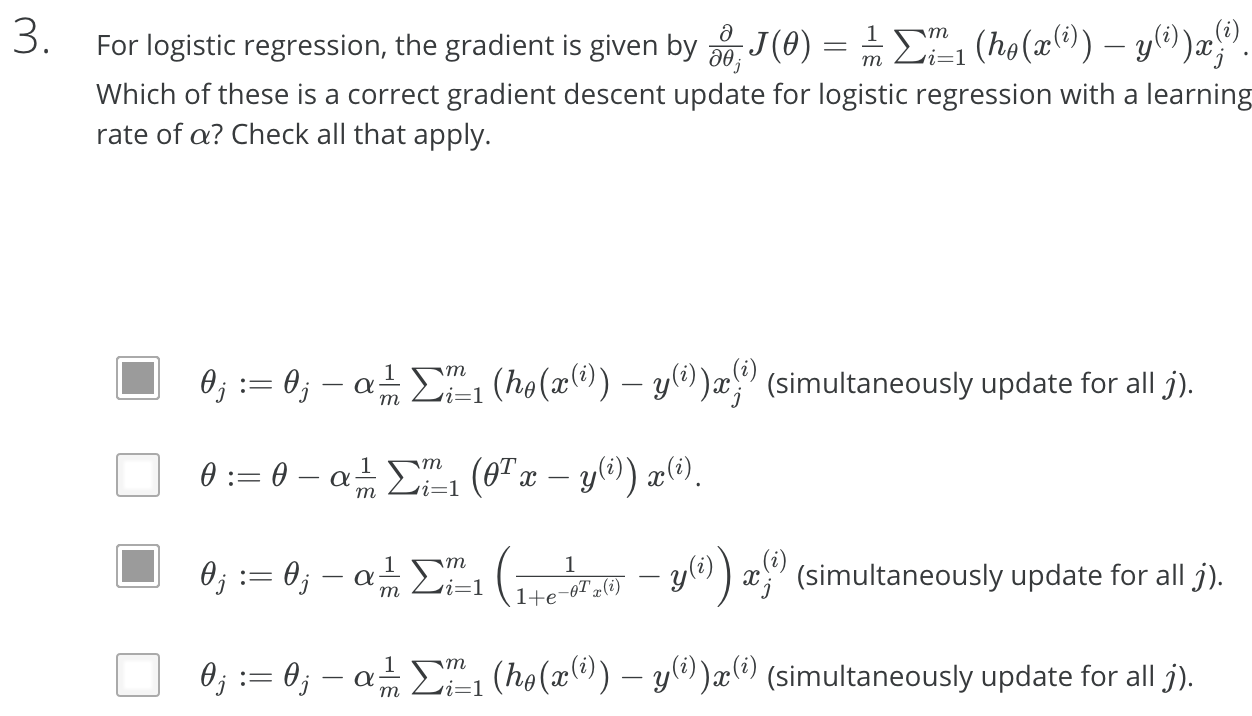 3. For logistic regression, the gradient is given by $\frac{\partial}{\partial\theta_j} J(\theta) = \frac{1}{m} \sum_{i=1}^{m} (h_\theta(x^{(i)}) - y^{(i)}) x_j^{(i)}$.
Which of these is a correct gradient descent update for logistic regression with a learning
rate of $\alpha$? Check all that apply.
$\theta_j := \theta_j - \alpha \frac{1}{m} \sum_{i=1}^{m} (h_\theta(x^{(i)}) - y^{(i)}) x_j^{(i)}$ (simultaneously update for all $j$).
$\theta := \theta - \alpha \frac{1}{m} \sum_{i=1}^{m} \left(\theta^T x - y^{(i)}\right) x^{(i)}$.
$\theta_j := \theta_j - \alpha \frac{1}{m} \sum_{i=1}^{m} \left(\frac{1}{1+e^{-\theta^T x^{(i)}}} - y^{(i)}\right) x_j^{(i)}$ (simultaneously update for all $j$).
$\theta_j := \theta_j - \alpha \frac{1}{m} \sum_{i=1}^{m} (h_\theta(x^{(i)}) - y^{(i)}) x^{(i)}$ (simultaneously update for all $j$).